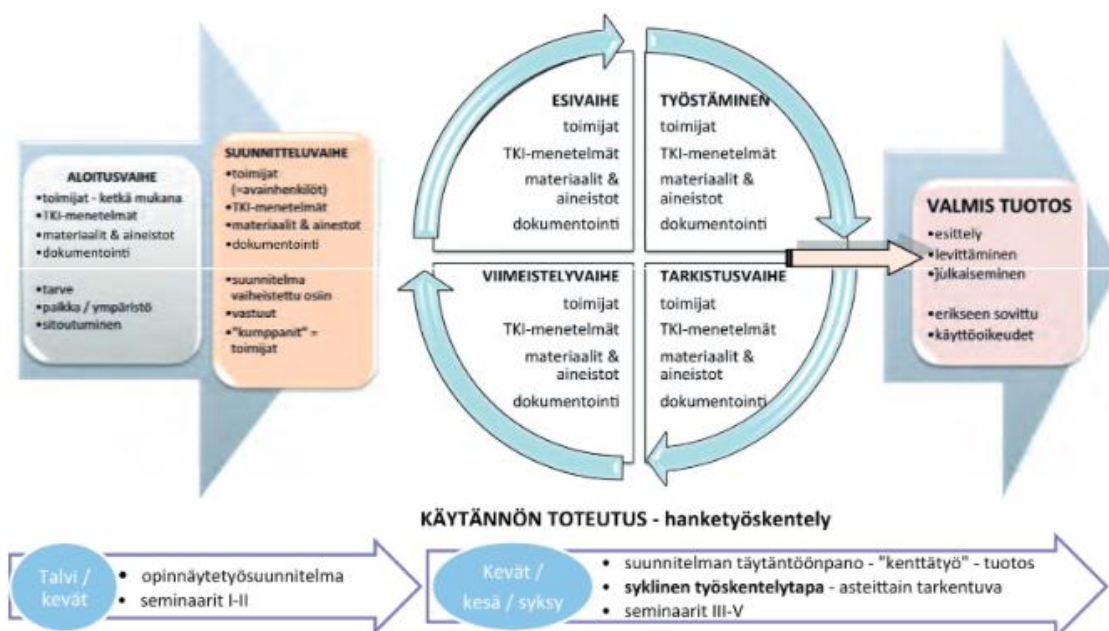 ALOITUSVAIHE
•toimijat - ketkä mukana
•TKI-menetelmät
•materiaalit & aineistot
•dokumentointi
•tarve
•paikka / ympäristö
•sitoutuminen
SUUNNITTELUVAIHE
•toimijat
(=avainhenkilöt)
•TKI-menetelmät
•materiaalit & ainestot
•dokumentointi
•suunnitelma
vaiheistettu osiin
•vastuut
•"kumppanit" =
toimijat
ESIVAIHE
toimijat
TKI-menetelmät
materiaalit &
aineistot
dokumentointi
TYÖSTÄMINEN
toimijat
TKI-menetelmät
materiaalit &
aineistot
dokumentointi
VIIMEISTELYVAIHE
toimijat
TKI-menetelmät
materiaalit &
aineistot
dokumentointi
TARKISTUSVAIHE
toimijat
TKI-menetelmät
materiaalit &
aineistot
dokumentointi
VALMIS TUOTOS
•esittely
•levittäminen
•julkaiseminen
•erikseen sovittu
•käyttöoikeudet
KÄYTÄNNÖN TOTEUTUS - hanketyöskentely
Talvi /
kevät
• opinnäytetyösuunnitelma
• seminaarit I-II
Kevät /
kesä / syksy
• suunnitelman täytäntöönpano - "kenttätyö" - tuotos
• syklinen työskentelytapa - asteittain tarkentuva
• seminaarit III-V